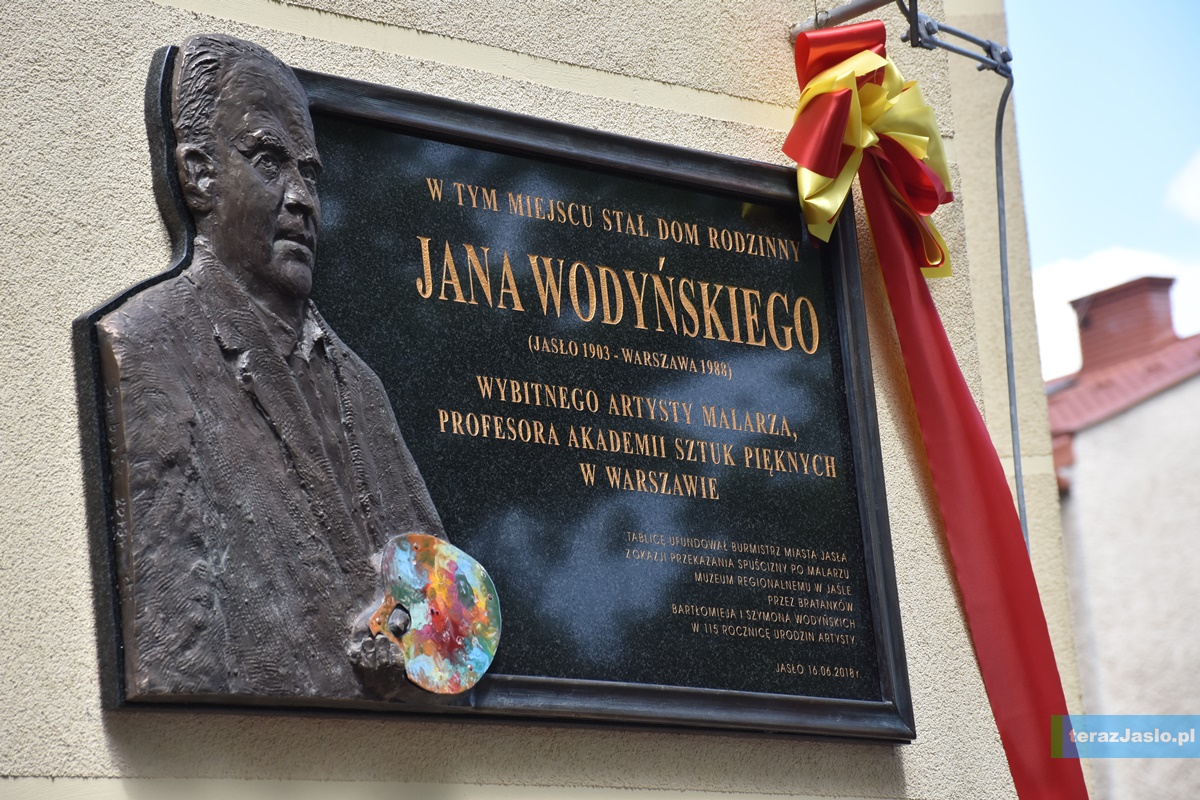 W TYM MIEJSCU STAŁ DOM RODZINNY
JANA WODYŃSKIEGO
(JASŁO 1903 - WARSZAWA 1988)
WYBITNEGO ARTYSTY MALARZA,
PROFESORA AKADEMII SZTUK PIĘKNYCH
W WARSZAWIE
TABLICĘ UFUNDOWAŁ BURMISTRZ MIASTA JASŁA
Z OKAZJI PRZEKAZANIA SPUŚCIZNY PO MALARZU
MUZEUM REGIONALNEMU W JAŚLE
PRZEZ BRATANKÓW
BARTŁOMIEJA I SZYMONA WODYŃSKICH
W 115 ROCZNICĘ URODZIN ARTYSTY.
JASŁO 16.06.2018 r
terazJaslo.pl